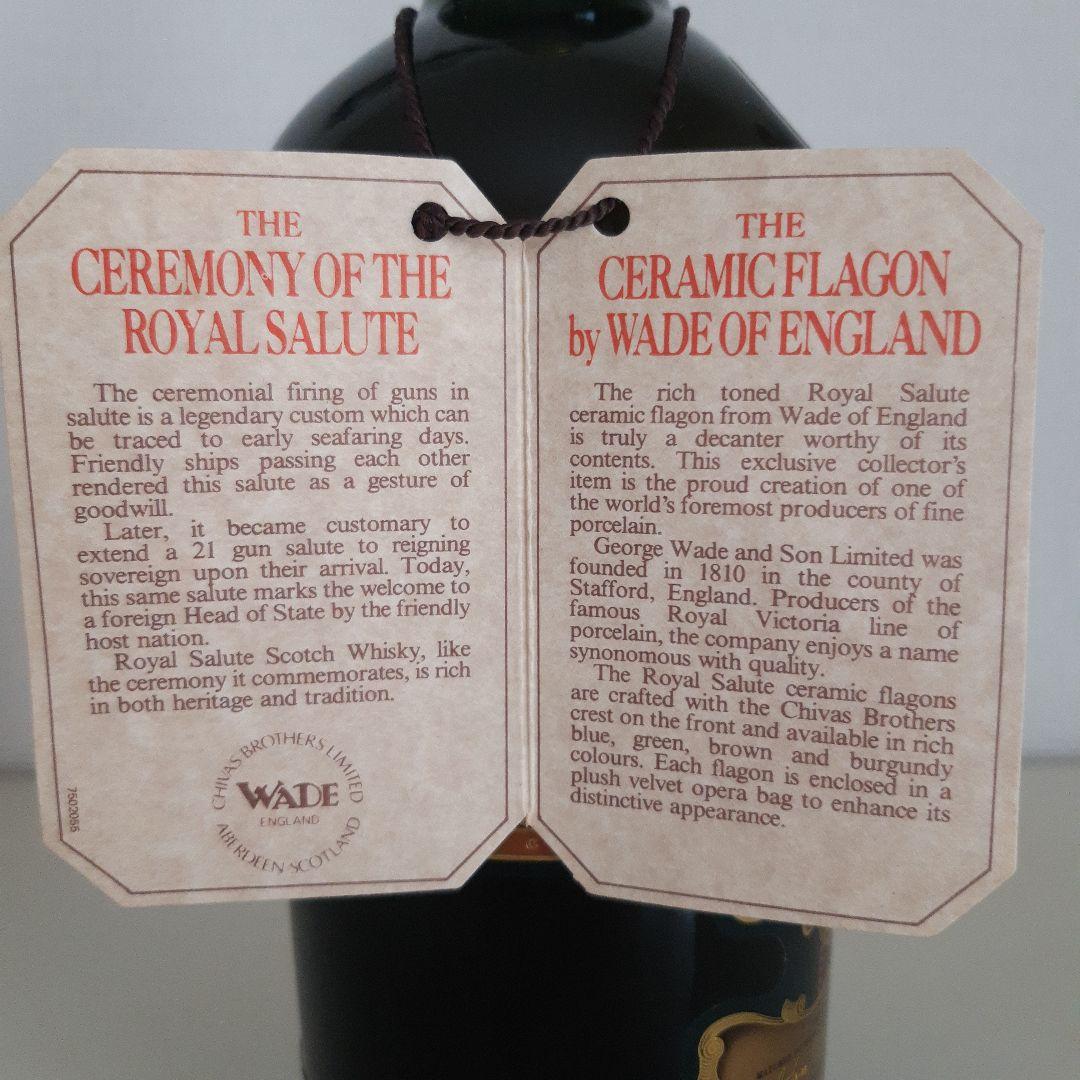 THE
CEREMONY OF THE
ROYAL SALUTE
The ceremonial firing of guns in
salute is a legendary custom which can
be traced to early seafaring days.
Friendly ships passing each other
rendered this salute as a gesture of
goodwill.
Later, it became customary to
extend a 21 gun salute to reigning
sovereign upon their arrival. Today,
this same salute marks the welcome to
a foreign Head of State by the friendly
host nation.
Royal Salute Scotch Whisky, like
the ceremony it commemorates, is rich
in both heritage and tradition.
CHIVAS BROTHERS LIMITED
WADE
ENGLAND
ABERDEEN SCOTLAND
7502055
THE
CERAMIC FLAGON
by WADE OF ENGLAND
The rich toned Royal Salute
ceramic flagon from Wade of England
is truly a decanter worthy of its
contents. This exclusive collector's
item is the proud creation of one of
the world's foremost producers of fine
porcelain.
George Wade and Son Limited was
founded in 1810 in the county of
Stafford, England. Producers of the
famous Royal Victoria line of
porcelain, the company enjoys a name
synonomous with quality.
The Royal Salute ceramic flagons
are crafted with the Chivas Brothers
crest on the front and available in rich
blue, green, brown and burgundy
colours. Each flagon is enclosed in a
plush velvet opera bag to enhance its
distinctive appearance.